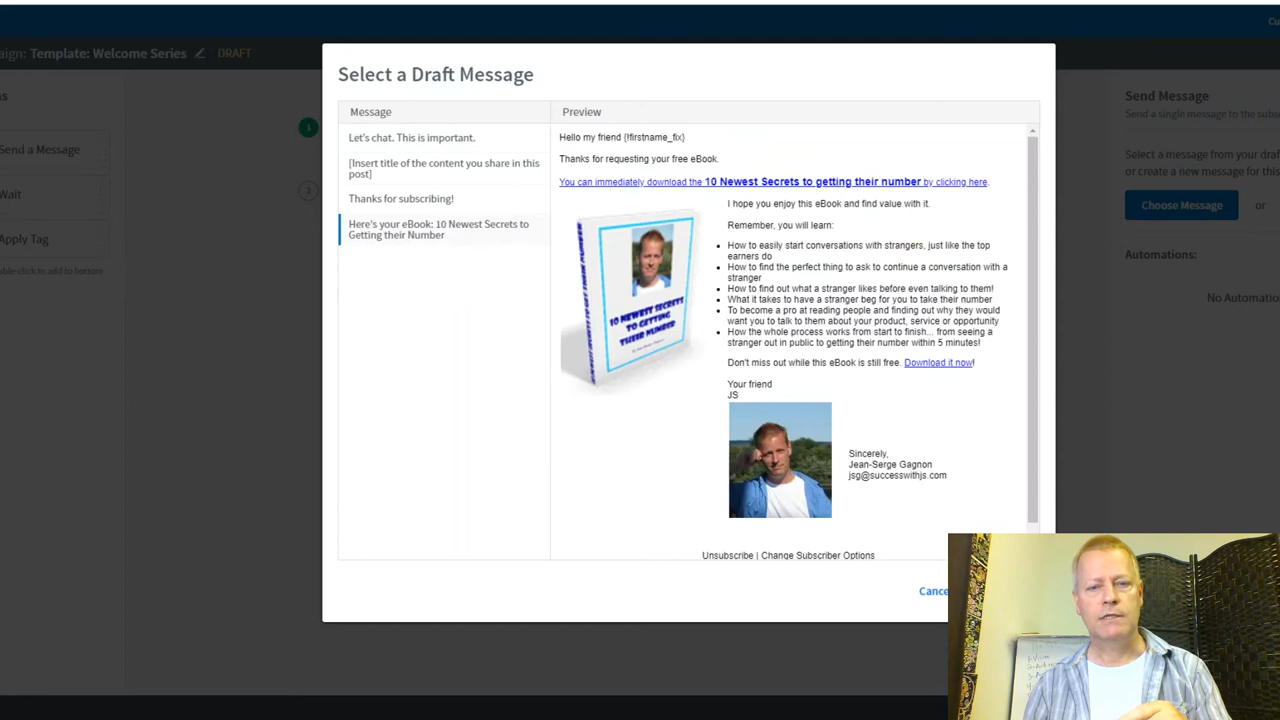 Cu
aign: Template: Welcome Series DRAFT
ns
Send a Message
Wait
Apply Tag
uble-click to add to bottom
1
2
Select a Draft Message
Message
Preview
Let's chat. This is important.
[Insert title of the content you share in this
post]
Thanks for subscribing!
Here's your eBook: 10 Newest Secrets to
Getting their Number
Hello my friend {!firstname_fix}
Thanks for requesting your free eBook.
You can immediately download the 10 Newest Secrets to getting their number by clicking here.
I hope you enjoy this eBook and find value with it.
Remember, you will learn:
How to easily start conversations with strangers, just like the top
earners do
How to find the perfect thing to ask to continue a conversation with a
stranger
How to find out what a stranger likes before even talking to them!
What it takes to have a stranger beg for you to take their number
To become a pro at reading people and finding out why they would
want you to talk to them about your product, service or opportunity
How the whole process works from start to finish... from seeing a
stranger out in public to getting their number within 5 minutes!
Don't miss out while this eBook is still free. Download it now!
Your friend
JS
10 NEWEST SECRETS
TO GETTING
THEIR NUMBER
Sincerely,
Jean-Serge Gagnon
jsg@successwithjs.com
Unsubscribe | Change Subscriber Options
Cance
Send Message
Send a single message to the subs
Select a message from your draf
or create a new message for this
Choose Message or
Automations:
No Automatio